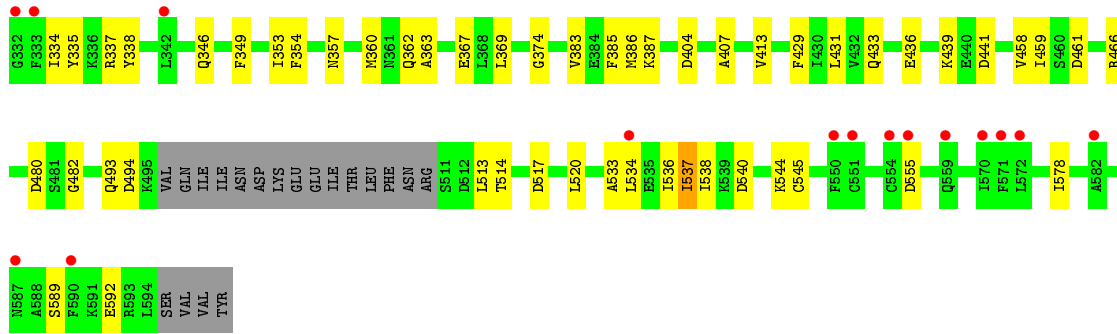 G332 F333 I334 Y335 K336 R337 Y338 L342 Q346 F349 I353 F354 N357 M360 N361 Q362 A363 E367 L368 L369 G374 V383 E384 F385 M386 K387 D404 A407 V413 F429 I430 L431 V432 Q433 E436 K439 E440 D441 V458 I459 S460 D461 R466
D480 S481 G482 Q493 D494 K495 VAL GLN ILE ILE ASN ASP LYS GLU GLU ILE THR LEU PHE ASN ARG S511 D512 L513 T514 D517 L520 A533 L534 E535 I536 I537 I538 K539 D540 K544 C545 F550 C551 C554 D555 Q559 I570 F571 L572 I578 A582
N587 A588 S589 F590 K591 E592 R593 L594 SER VAL VAL TYR